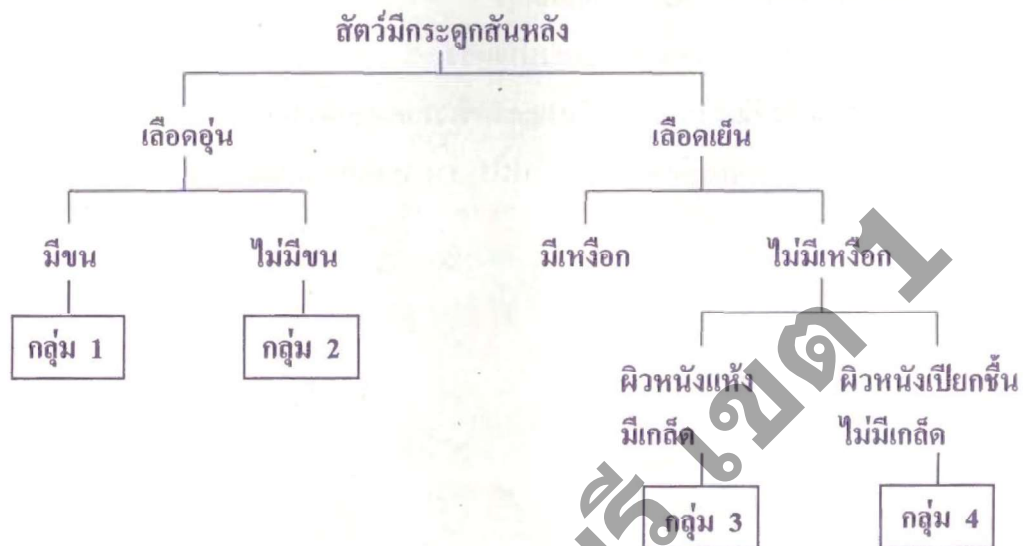 สัตว์มีกระดูกสันหลัง
เลือดอุ่น เลือดเย็น
มีขน ไม่มีขน มีเหงือก ไม่มีเหงือก
กลุ่ม 1 กลุ่ม 2
ผิวหนังแห้ง ผิวหนังเปียกชื้น
มีเกล็ด ไม่มีเกล็ด
กลุ่ม 3 กลุ่ม 4
เขต 1